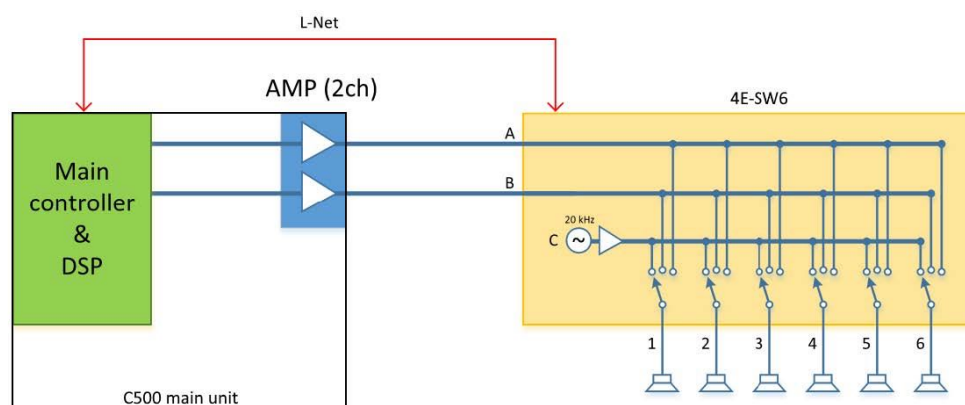 L-Net
AMP (2ch)
4E-SW6
Main
controller
&
DSP
A
B
20 kHz
C
~
1 2 3 4 5 6
C500 main unit